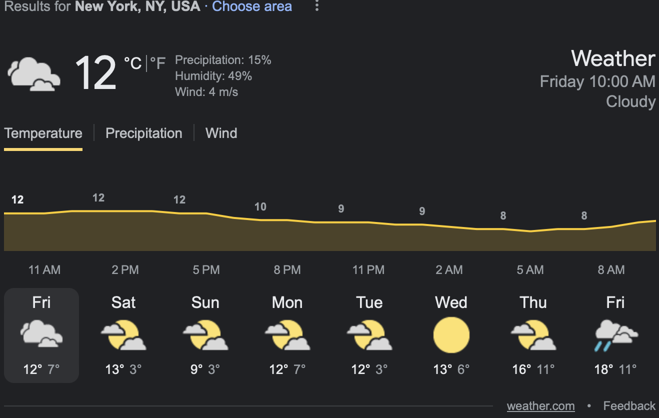 Results for New York, NY, USA · Choose area
12 °C | °F
Precipitation: 15%
Humidity: 49%
Wind: 4 m/s
Weather
Friday 10:00 AM
Cloudy
Temperature | Precipitation | Wind
12 12 12 10 9 9 8 8
11 AM 2 PM 5 PM 8 PM 11 PM 2 AM 5 AM 8 AM
Fri Sat Sun Mon Tue Wed Thu Fri
12° 7° 13° 3° 9° 3° 12° 7° 12° 3° 13° 6° 16° 11° 18° 11°
weather.com • Feedback